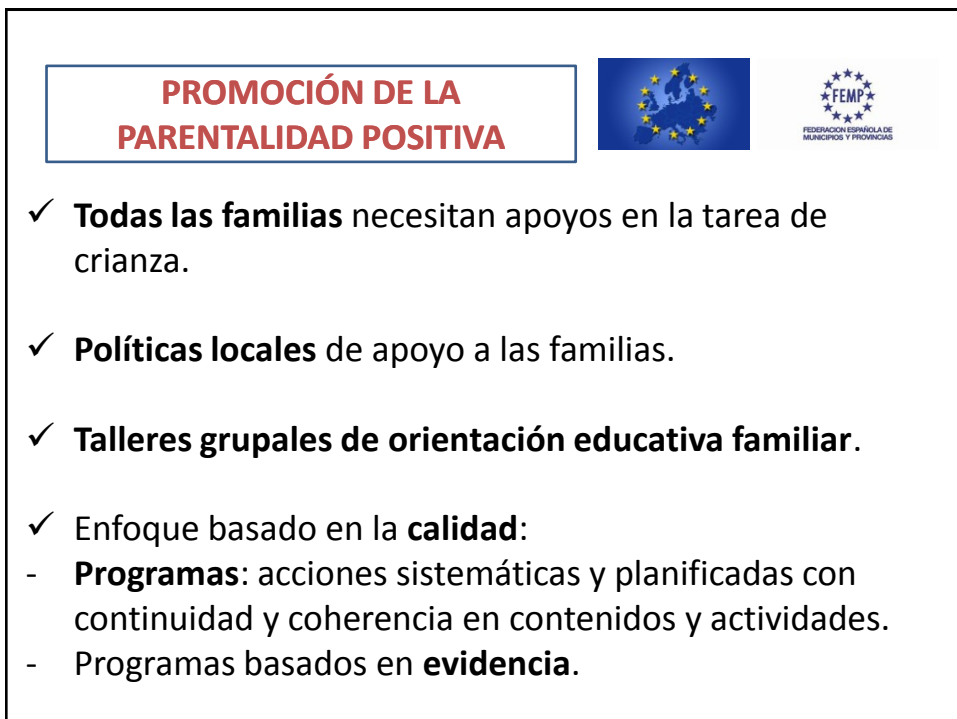 PROMOCIÓN DE LA
PARENTALIDAD POSITIVA
FEMP
FEDERACION ESPAÑOLA DE
MUNICIPIOS Y PROVINCIAS
✓ Todas las familias necesitan apoyos en la tarea de
crianza.
✓ Políticas locales de apoyo a las familias.
✓ Talleres grupales de orientación educativa familiar.
✓ Enfoque basado en la calidad:
- Programas: acciones sistemáticas y planificadas con
continuidad y coherencia en contenidos y actividades.
- Programas basados en evidencia.